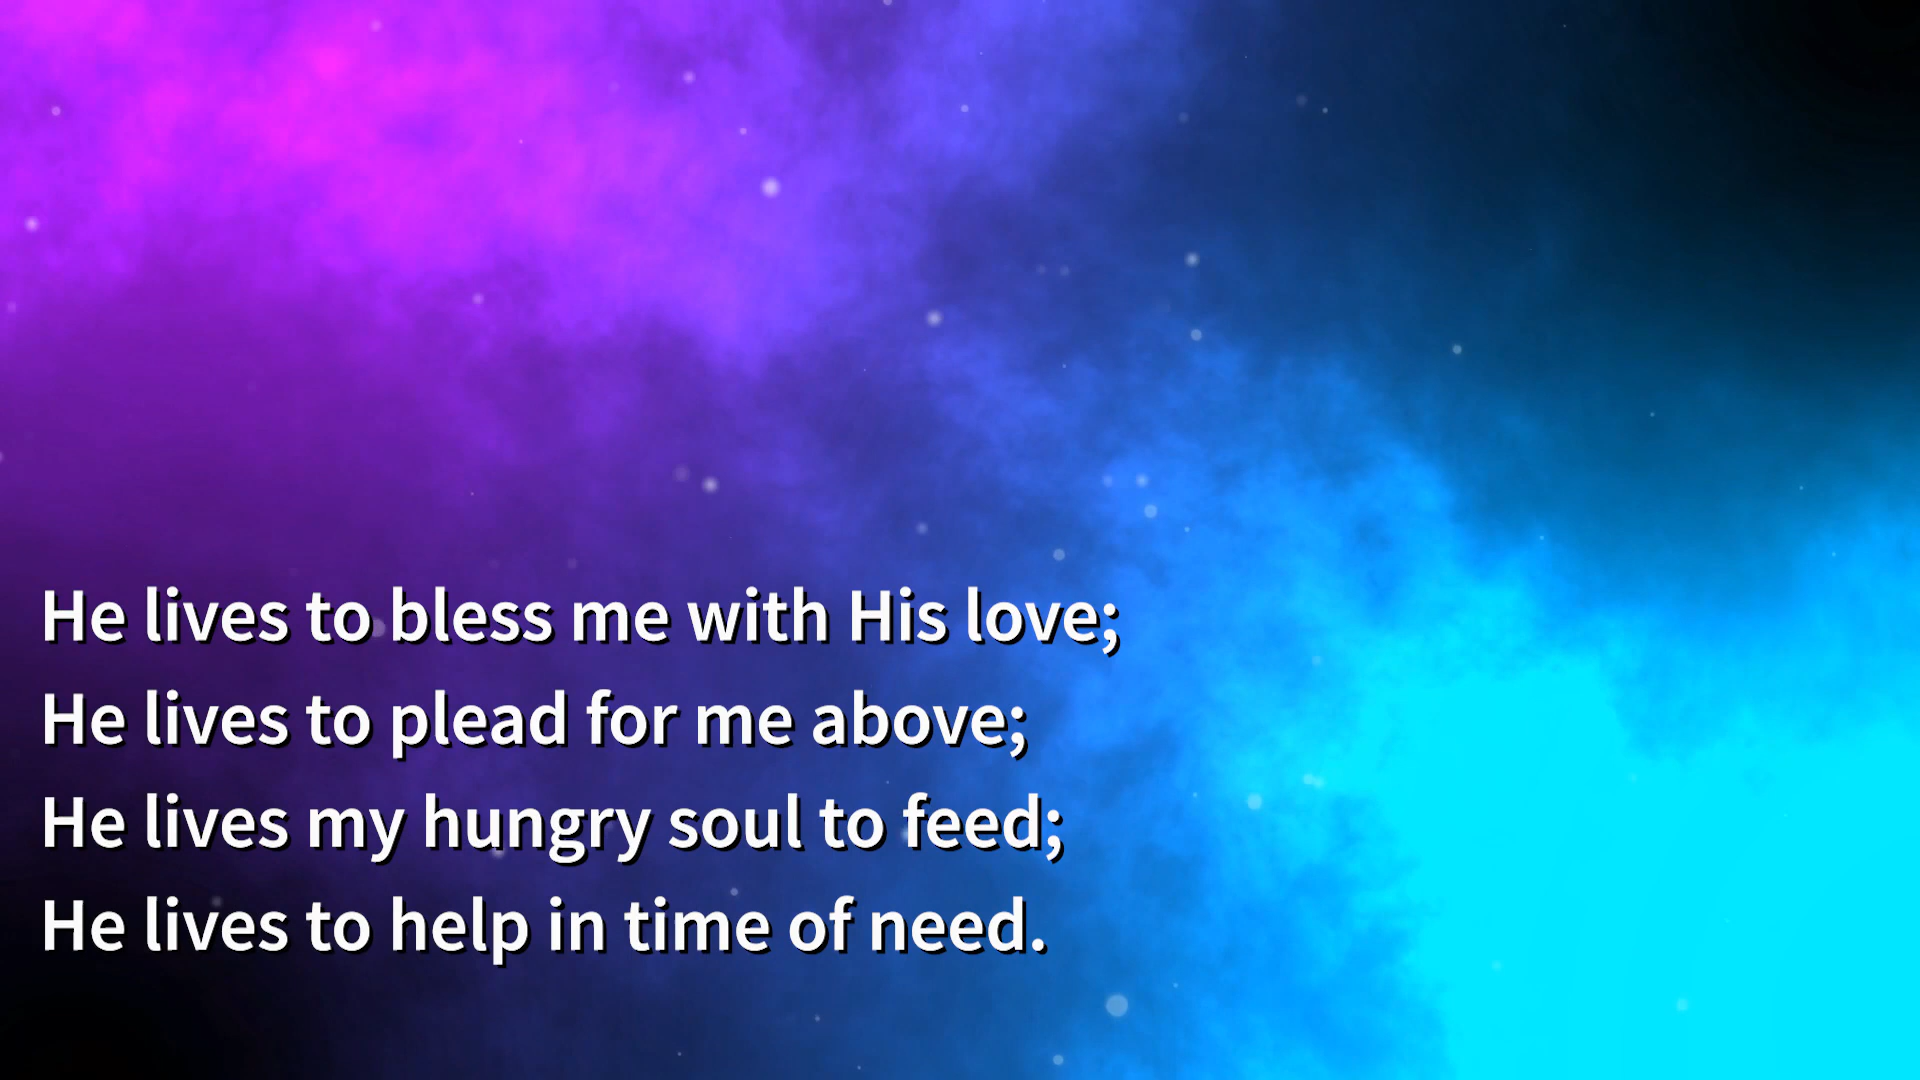 He lives to bless me with His love;
He lives to plead for me above;
He lives my hungry soul to feed;
He lives to help in time of need.